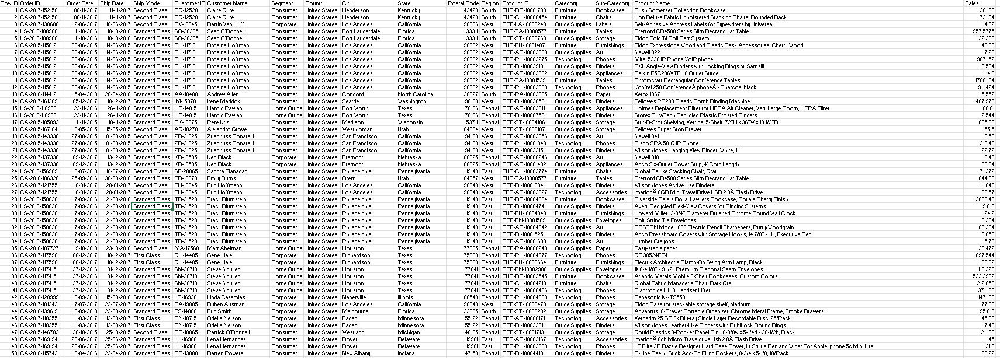 Row ID Order ID Order Date Ship Date Ship Mode Customer ID Customer Name Segment Country City State Postal Code Region Product ID Category Sub-Category Product Name Sales
1 CA-2017-152156 08-11-2017 11-11-2017 Second Class CG-12520 Claire Gute Consumer United States Henderson Kentucky 42420 South FUR-BO-10001798 Furniture Bookcases Bush Somerset Collection Bookcase 261.96
2 CA-2017-152156 08-11-2017 11-11-2017 Second Class CG-12520 Claire Gute Consumer United States Henderson Kentucky 42420 South FUR-CH-10000454 Furniture Chairs Hon Deluxe Fabric Upholstered Stacking Chairs, Rounded Back 731.94
3 CA-2017-138688 12-06-2017 16-06-2017 Second Class DV-13045 Darrin Van Huff Corporate United States Los Angeles California 90036 West OFF-LA-10000240 Office Supplies Labels Self-Adhesive Address Labels for Typewriters by Universal 14.62
4 US-2016-108966 11-10-2016 18-10-2016 Standard Class SO-20335 Sean O'Donnell Consumer United States Fort Lauderdale Florida 33311 South FUR-TA-10000577 Furniture Tables Bretford CR4500 Series Slim Rectangular Table 957.5775
5 US-2016-108966 11-10-2016 18-10-2016 Standard Class SO-20335 Sean O'Donnell Consumer United States Fort Lauderdale Florida 33311 South OFF-ST-10000760 Office Supplies Storage Eldon Fold 'N Roll Cart System 22.368
6 CA-2015-115812 09-06-2015 14-06-2015 Standard Class BH-11710 Brosina Hoffman Consumer United States Los Angeles California 90032 West FUR-FU-10001487 Furniture Furnishings Eldon Expressions Wood and Plastic Desk Accessories, Cherry Wood 48.86
7 CA-2015-115812 09-06-2015 14-06-2015 Standard Class BH-11710 Brosina Hoffman Consumer United States Los Angeles California 90032 West OFF-AR-10002833 Office Supplies Art Newell 322 7.28
8 CA-2015-115812 09-06-2015 14-06-2015 Standard Class BH-11710 Brosina Hoffman Consumer United States Los Angeles California 90032 West TEC-PH-10002275 Technology Phones Mitel 5320 IP Phone VoIP phone 907.152
9 CA-2015-115812 09-06-2015 14-06-2015 Standard Class BH-11710 Brosina Hoffman Consumer United States Los Angeles California 90032 West OFF-BI-10003910 Office Supplies Binders DXL Angle-View Binders with Locking Rings by Samsill 18.504
10 CA-2015-115812 09-06-2015 14-06-2015 Standard Class BH-11710 Brosina Hoffman Consumer United States Los Angeles California 90032 West OFF-AP-10002892 Office Supplies Appliances Belkin F5C206VTEL 6 Outlet Surge 114.9
11 CA-2015-115812 09-06-2015 14-06-2015 Standard Class BH-11710 Brosina Hoffman Consumer United States Los Angeles California 90032 West FUR-TA-10001539 Furniture Tables Chromcraft Rectangular Conference Tables 1706.184
12 CA-2015-115812 09-06-2015 14-06-2015 Standard Class BH-11710 Brosina Hoffman Consumer United States Los Angeles California 90032 West TEC-PH-10002033 Technology Phones Konftel 250 ConferenceÂ phoneÂ - Charcoal black 911.424
13 CA-2018-114412 15-04-2018 20-04-2018 Standard Class AA-10480 Andrew Allen Consumer United States Concord North Carolina 28027 South OFF-PA-10002365 Office Supplies Paper Xerox 1967 15.552
14 CA-2017-161389 05-12-2017 10-12-2017 Standard Class IM-15070 Irene Maddox Consumer United States Seattle Washington 98103 West OFF-BI-10003656 Office Supplies Binders Fellowes PB200 Plastic Comb Binding Machine 407.976
15 US-2016-118983 22-11-2016 26-11-2016 Standard Class HP-14815 Harold Pawlan Home Office United States Fort Worth Texas 76106 Central OFF-AP-10002311 Office Supplies Appliances Holmes Replacement Filter for HEPA Air Cleaner, Very Large Room, HEPA Filter 68.81
16 US-2016-118983 22-11-2016 26-11-2016 Standard Class HP-14815 Harold Pawlan Home Office United States Fort Worth Texas 76106 Central OFF-BI-10000756 Office Supplies Binders Storex DuraTech Recycled Plastic Frosted Binders 2.544
17 CA-2015-105893 11-11-2015 18-11-2015 Standard Class PK-19075 Pete Kriz Consumer United States Madison Wisconsin 53711 Central OFF-ST-10004186 Office Supplies Storage Stur-D-Stor Shelving, Vertical 5-Shelf: 72"H x 36"W x 18 1/2"D 665.88
18 CA-2015-167164 13-05-2015 15-05-2015 Second Class AG-10270 Alejandro Grove Consumer United States West Jordan Utah 84084 West OFF-ST-10000107 Office Supplies Storage Fellowes Super Stor/Drawer 55.5
19 CA-2015-143336 27-08-2015 01-09-2015 Second Class ZD-21925 Zuschuss Donatelli Consumer United States San Francisco California 94109 West OFF-AR-10003056 Office Supplies Art Newell 341 8.56
20 CA-2015-143336 27-08-2015 01-09-2015 Second Class ZD-21925 Zuschuss Donatelli Consumer United States San Francisco California 94109 West TEC-PH-10001949 Technology Phones Cisco SPA 501G IP Phone 213.48
21 CA-2015-143336 27-08-2015 01-09-2015 Second Class ZD-21925 Zuschuss Donatelli Consumer United States San Francisco California 94109 West OFF-BI-10002215 Office Supplies Binders Wilson Jones Hanging View Binder, White, 1" 22.72
22 CA-2017-137330 09-12-2017 13-12-2017 Standard Class KB-16585 Ken Black Corporate United States Fremont Nebraska 68025 Central OFF-AR-10000246 Office Supplies Art Newell 318 19.46
23 CA-2017-137330 09-12-2017 13-12-2017 Standard Class KB-16585 Ken Black Corporate United States Fremont Nebraska 68025 Central OFF-AP-10001492 Office Supplies Appliances Acco Six-Outlet Power Strip, 4' Cord Length 60.34
24 US-2018-156909 16-07-2018 18-07-2018 Second Class SF-20065 Sandra Flanagan Consumer United States Philadelphia Pennsylvania 19140 East FUR-CH-10002774 Furniture Chairs Global Deluxe Stacking Chair, Gray 71.372
25 CA-2016-106320 25-09-2016 30-09-2016 Standard Class EB-13870 Emily Burns Consumer United States Orem Utah 84057 West FUR-TA-10000577 Furniture Tables Bretford CR4500 Series Slim Rectangular Table 1044.63
26 CA-2017-121755 16-01-2017 20-01-2017 Second Class EH-13945 Eric Hoffmann Consumer United States Los Angeles California 90049 West OFF-BI-10001634 Office Supplies Binders Wilson Jones Active Use Binders 11.648
27 CA-2017-121755 16-01-2017 20-01-2017 Second Class EH-13945 Eric Hoffmann Consumer United States Los Angeles California 90049 West TEC-AC-10003027 Technology Accessories ImationÂ 8GB Mini TravelDrive USB 2.0Â Flash Drive 90.57
28 US-2016-150630 17-09-2016 21-09-2016 Standard Class TB-21520 Tracy Blumstein Consumer United States Philadelphia Pennsylvania 19140 East FUR-BO-10004834 Furniture Bookcases Riverside Palais Royal Lawyers Bookcase, Royale Cherry Finish 3083.43
29 US-2016-150630 17-09-2016 21-09-2016 Standard Class TB-21520 Tracy Blumstein Consumer United States Philadelphia Pennsylvania 19140 East OFF-BI-10000474 Office Supplies Binders Avery Recycled Flexi-View Covers for Binding Systems 9.618
30 US-2016-150630 17-09-2016 21-09-2016 Standard Class TB-21520 Tracy Blumstein Consumer United States Philadelphia Pennsylvania 19140 East FUR-FU-10004848 Furniture Furnishings Howard Miller 13-3/4" Diameter Brushed Chrome Round Wall Clock 124.2
31 US-2016-150630 17-09-2016 21-09-2016 Standard Class TB-21520 Tracy Blumstein Consumer United States Philadelphia Pennsylvania 19140 East OFF-EN-10001509 Office Supplies Envelopes Poly String Tie Envelopes 3.264
32 US-2016-150630 17-09-2016 21-09-2016 Standard Class TB-21520 Tracy Blumstein Consumer United States Philadelphia Pennsylvania 19140 East OFF-AR-10004042 Office Supplies Art BOSTON Model 1800 Electric Pencil Sharpeners, Putty/Woodgrain 86.304
33 US-2016-150630 17-09-2016 21-09-2016 Standard Class TB-21520 Tracy Blumstein Consumer United States Philadelphia Pennsylvania 19140 East OFF-BI-10001525 Office Supplies Binders Acco Pressboard Covers with Storage Hooks, 14 7/8" x 11", Executive Red 6.858
34 US-2016-150630 17-09-2016 21-09-2016 Standard Class TB-21520 Tracy Blumstein Consumer United States Philadelphia Pennsylvania 19140 East OFF-AR-10001683 Office Supplies Art Lumber Crayons 15.76
35 CA-2018-107727 19-10-2018 23-10-2018 Second Class MA-17560 Matt Abelman Home Office United States Houston Texas 77095 Central OFF-PA-10000249 Office Supplies Paper Easy-staple paper 29.472
36 CA-2017-117590 08-12-2017 10-12-2017 First Class GH-14485 Gene Hale Corporate United States Richardson Texas 75080 Central TEC-PH-10004977 Technology Phones GE 30524EE4 1097.544
37 CA-2017-117590 08-12-2017 10-12-2017 First Class GH-14485 Gene Hale Corporate United States Richardson Texas 75080 Central FUR-FU-10003664 Furniture Furnishings Electrix Architect's Clamp-On Swing Arm Lamp, Black 190.92
38 CA-2016-117415 27-12-2016 31-12-2016 Standard Class SN-20710 Steve Nguyen Home Office United States Houston Texas 77041 Central OFF-EN-10002986 Office Supplies Envelopes #10-4 1/8" x 9 1/2" Premium Diagonal Seam Envelopes 113.328
39 CA-2016-117415 27-12-2016 31-12-2016 Standard Class SN-20710 Steve Nguyen Home Office United States Houston Texas 77041 Central FUR-BO-10002545 Furniture Bookcases Atlantic Metals Mobile 3-Shelf Bookcases, Custom Colors 532.3992
40 CA-2016-117415 27-12-2016 31-12-2016 Standard Class SN-20710 Steve Nguyen Home Office United States Houston Texas 77041 Central FUR-CH-10004218 Furniture Chairs Global Fabric Manager's Chair, Dark Gray 212.058
41 CA-2016-117415 27-12-2016 31-12-2016 Standard Class SN-20710 Steve Nguyen Home Office United States Houston Texas 77041 Central TEC-PH-10000486 Technology Phones Plantronics HL10 Handset Lifter 371.168
42 CA-2018-120999 10-09-2018 15-09-2018 Standard Class LC-16930 Linda Cazamias Corporate United States Naperville Illinois 60540 Central TEC-PH-10004093 Technology Phones Panasonic Kx-TS550 147.168
43 CA-2017-101343 17-07-2017 22-07-2017 Standard Class RA-19885 Ruben Ausman Corporate United States Los Angeles California 90049 West OFF-ST-10003479 Office Supplies Storage Eldon Base for stackable storage shelf, platinum 77.88
44 CA-2018-139619 19-09-2018 23-09-2018 Standard Class ES-14080 Erin Smith Corporate United States Melbourne Florida 32935 South OFF-ST-10003282 Office Supplies Storage Advantus 10-Drawer Portable Organizer, Chrome Metal Frame, Smoke Drawers 95.616
45 CA-2017-118255 11-03-2017 13-03-2017 First Class ON-18715 Odella Nelson Corporate United States Eagan Minnesota 55122 Central TEC-AC-10000171 Technology Accessories Verbatim 25 GB 6x Blu-ray Single Layer Recordable Disc, 25/Pack 45.98
46 CA-2017-118255 11-03-2017 13-03-2017 First Class ON-18715 Odella Nelson Corporate United States Eagan Minnesota 55122 Central OFF-BI-10003291 Office Supplies Binders Wilson Jones Leather-Like Binders with DublLock Round Rings 17.46
47 CA-2015-146703 20-10-2015 25-10-2015 Second Class PO-18865 Patrick O'Donnell Consumer United States Westland Michigan 48185 Central OFF-ST-10001713 Office Supplies Storage Gould Plastics 9-Pocket Panel Bin, 18-3/8w x 5-1/4d x 20-1/2h, Black 211.96
48 CA-2017-169194 20-06-2017 25-06-2017 Standard Class LH-16900 Lena Hernandez Consumer United States Dover Delaware 19901 East TEC-AC-10002167 Technology Accessories ImationÂ 8gb Micro Traveldrive Usb 2.0Â Flash Drive 45
49 CA-2017-169194 20-06-2017 25-06-2017 Standard Class LH-16900 Lena Hernandez Consumer United States Dover Delaware 19901 East TEC-PH-10003988 Technology Phones LF Elite 3D Dazzle Designer Hard Case Cover, Lf Stylus Pen and Wiper For Apple Iphone 5c Mini Lite 21.8
50 CA-2016-115742 18-04-2016 22-04-2016 Standard Class DP-13000 Darren Powers Consumer United States New Albany Indiana 47150 Central OFF-BI-10004410 Office Supplies Binders C-Line Peel & Stick Add-On Filing Pockets, 8-3/4 x 5-1/8, 10/Pack 38.22